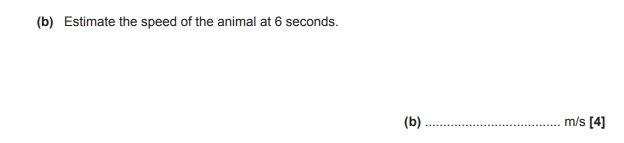 (b) Estimate the speed of the animal at 6 seconds.
(b) ..................................... m/s [4]